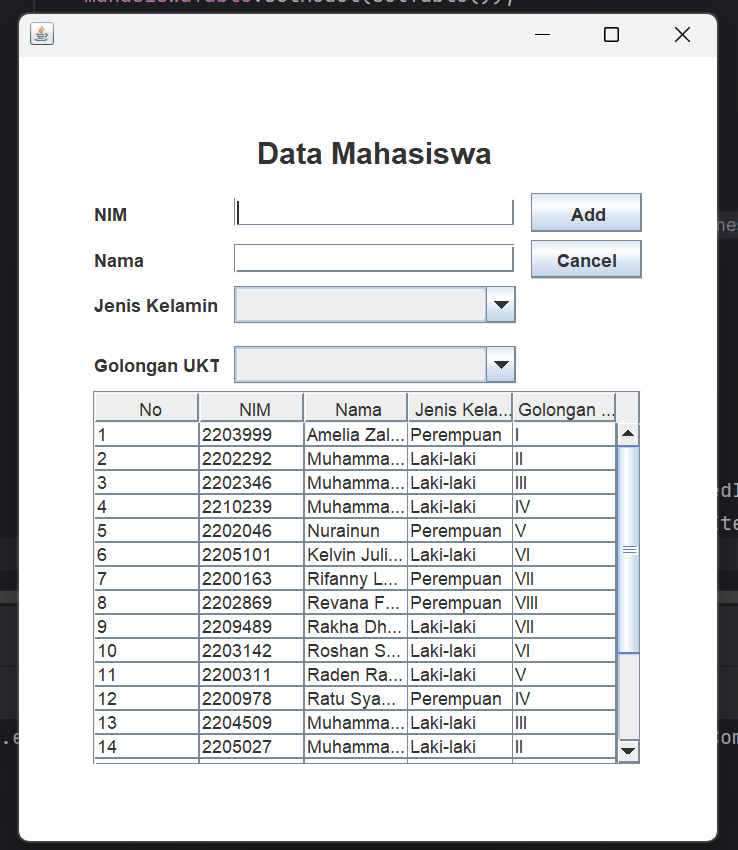 Data Mahasiswa
NIM
Add
Nama
Cancel
Jenis Kelamin
Golongan UKT
No NIM Nama Jenis Kela... Golongan ...
1 2203999 Amelia Zal... Perempuan I
2 2202292 Muhamma... Laki-laki II
3 2202346 Muhamma... Laki-laki III
4 2210239 Muhamma... Laki-laki IV
5 2202046 Nurainun Perempuan V
6 2205101 Kelvin Juli... Laki-laki VI
7 2200163 Rifanny L... Perempuan VII
8 2202869 Revana F... Perempuan VIII
9 2209489 Rakha Dh... Laki-laki VII
10 2203142 Roshan S... Laki-laki VI
11 2200311 Raden Ra... Laki-laki V
12 2200978 Ratu Sya... Perempuan IV
13 2204509 Muhamma... Laki-laki III
14 2205027 Muhamma... Laki-laki II